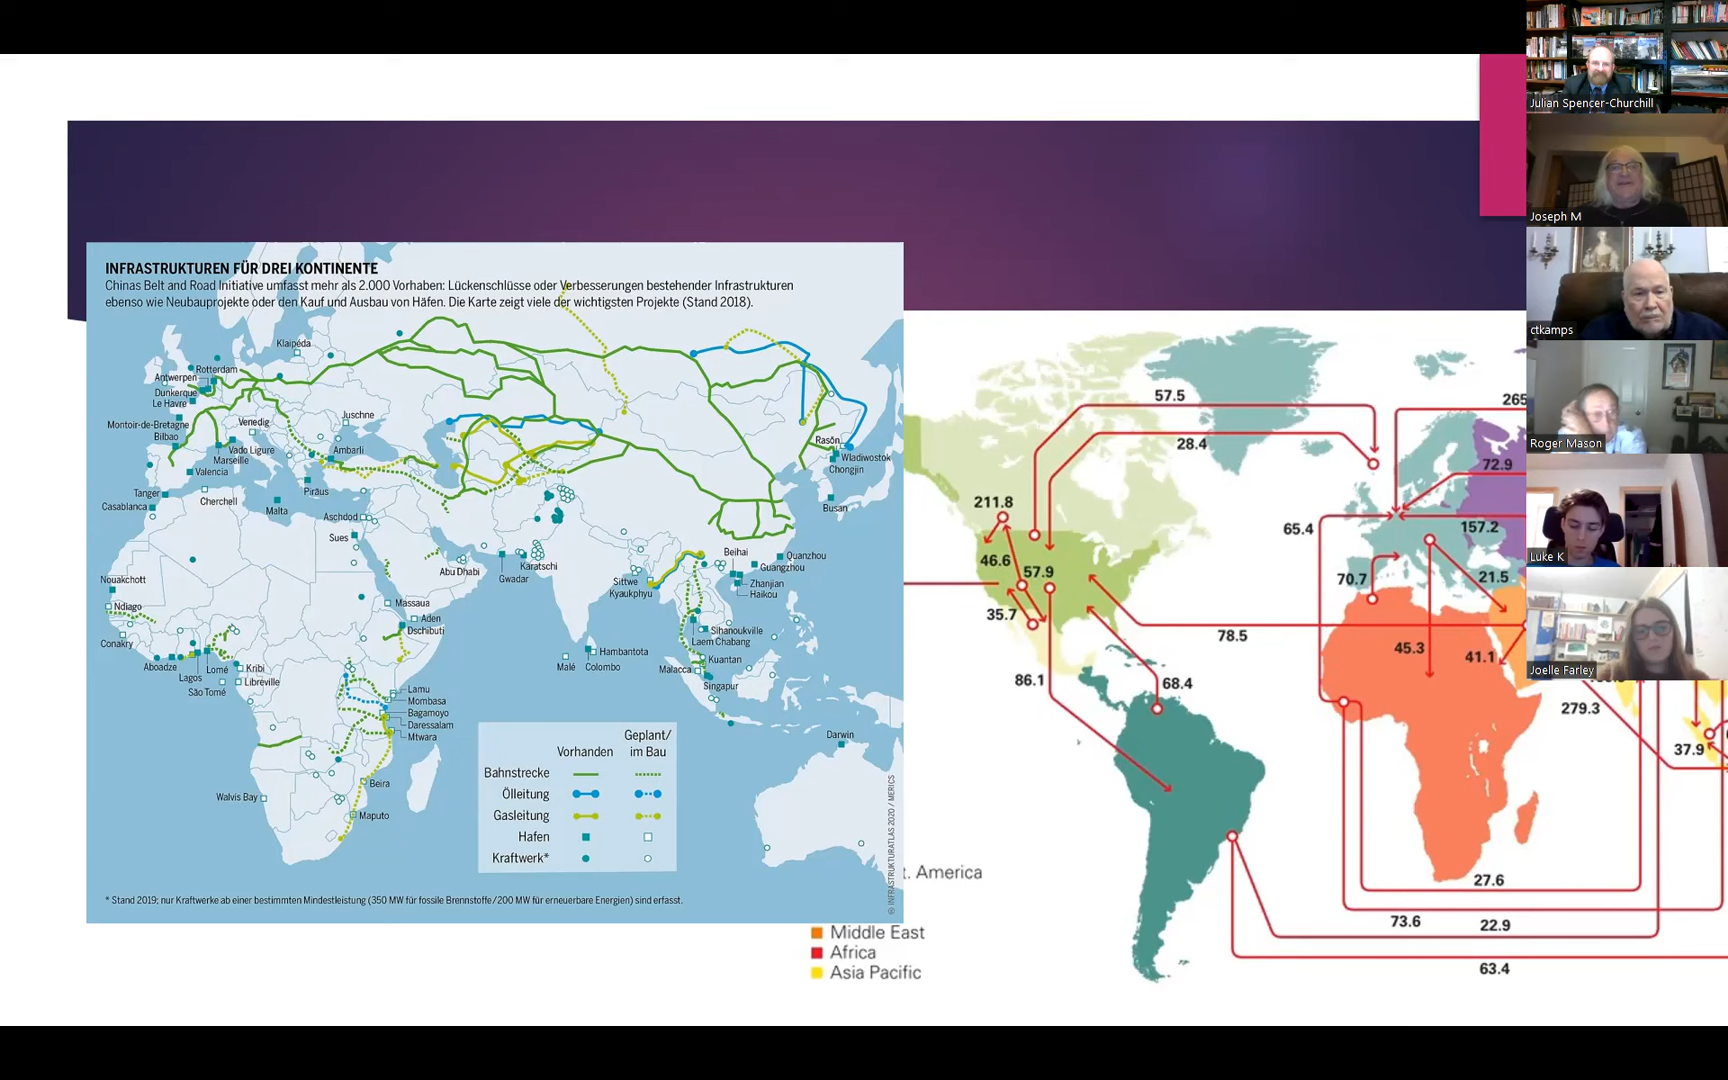 INFRASTRUKTUREN FÜR DREI KONTINENTE
Chinas Belt and Road Initiative umfasst mehr als 2.000 Vorhaben: Lückenschlüsse oder Verbesserungen bestehender Infrastrukturen
ebenso wie Neubauprojekte oder den Kauf und Ausbau von Häfen. Die Karte zeigt viele der wichtigsten Projekte (Stand 2018).
Klaipėda
Rotterdam
Antwerpen
Dunkerque
Le Havre
Montoir-de-Bretagne
Bilbao
Venedig
Vado Ligure
Marseille
Valencia
Juschne
Ambarli
Piräus
Tanger
Casablanca
Cherchell
Malta
Aschdod
Sues
Abu Dhabi
Gwadar
Karatschi
Sittwe
Kyaukphyu
Beihai
Quanzhou
Guangzhou
Zhanjian
Haikou
Rasŏn
Wladiwostok
Chongjin
Busan
Nouakchott
Ndiago
Conakry
Aboadze
Lagos
Lomé
São Tomé
Kribi
Libreville
Massaua
Aden
Dschibuti
Lamu
Mombasa
Bagamoyo
Daressalam
Mtwara
Beira
Maputo
Walvis Bay
Malé
Hambantota
Colombo
Sihanoukville
Laem Chabang
Kuantan
Malacca
Singapur
Darwin
Vorhanden
Geplant/
im Bau
Bahnstrecke
Ölleitung
Gasleitung
Hafen
Kraftwerk*
* Stand 2019; nur Kraftwerke ab einer bestimmten Mindestleistung (350 MW für fossile Brennstoffe/200 MW für erneuerbare Energien) sind erfasst.
© INFRASTRUKTURATLAS 2020 / MERICS
57.5
28.4
265
72.9
211.8
65.4
157.2
46.6
57.9
70.7
21.5
35.7
78.5
45.3
41.1
86.1
68.4
279.3
37.9
27.6
73.6
22.9
63.4
t. America
Middle East
Africa
Asia Pacific
Julian Spencer-Churchill
Joseph M
ctkamps
Roger Mason
Luke K
Joelle Farley